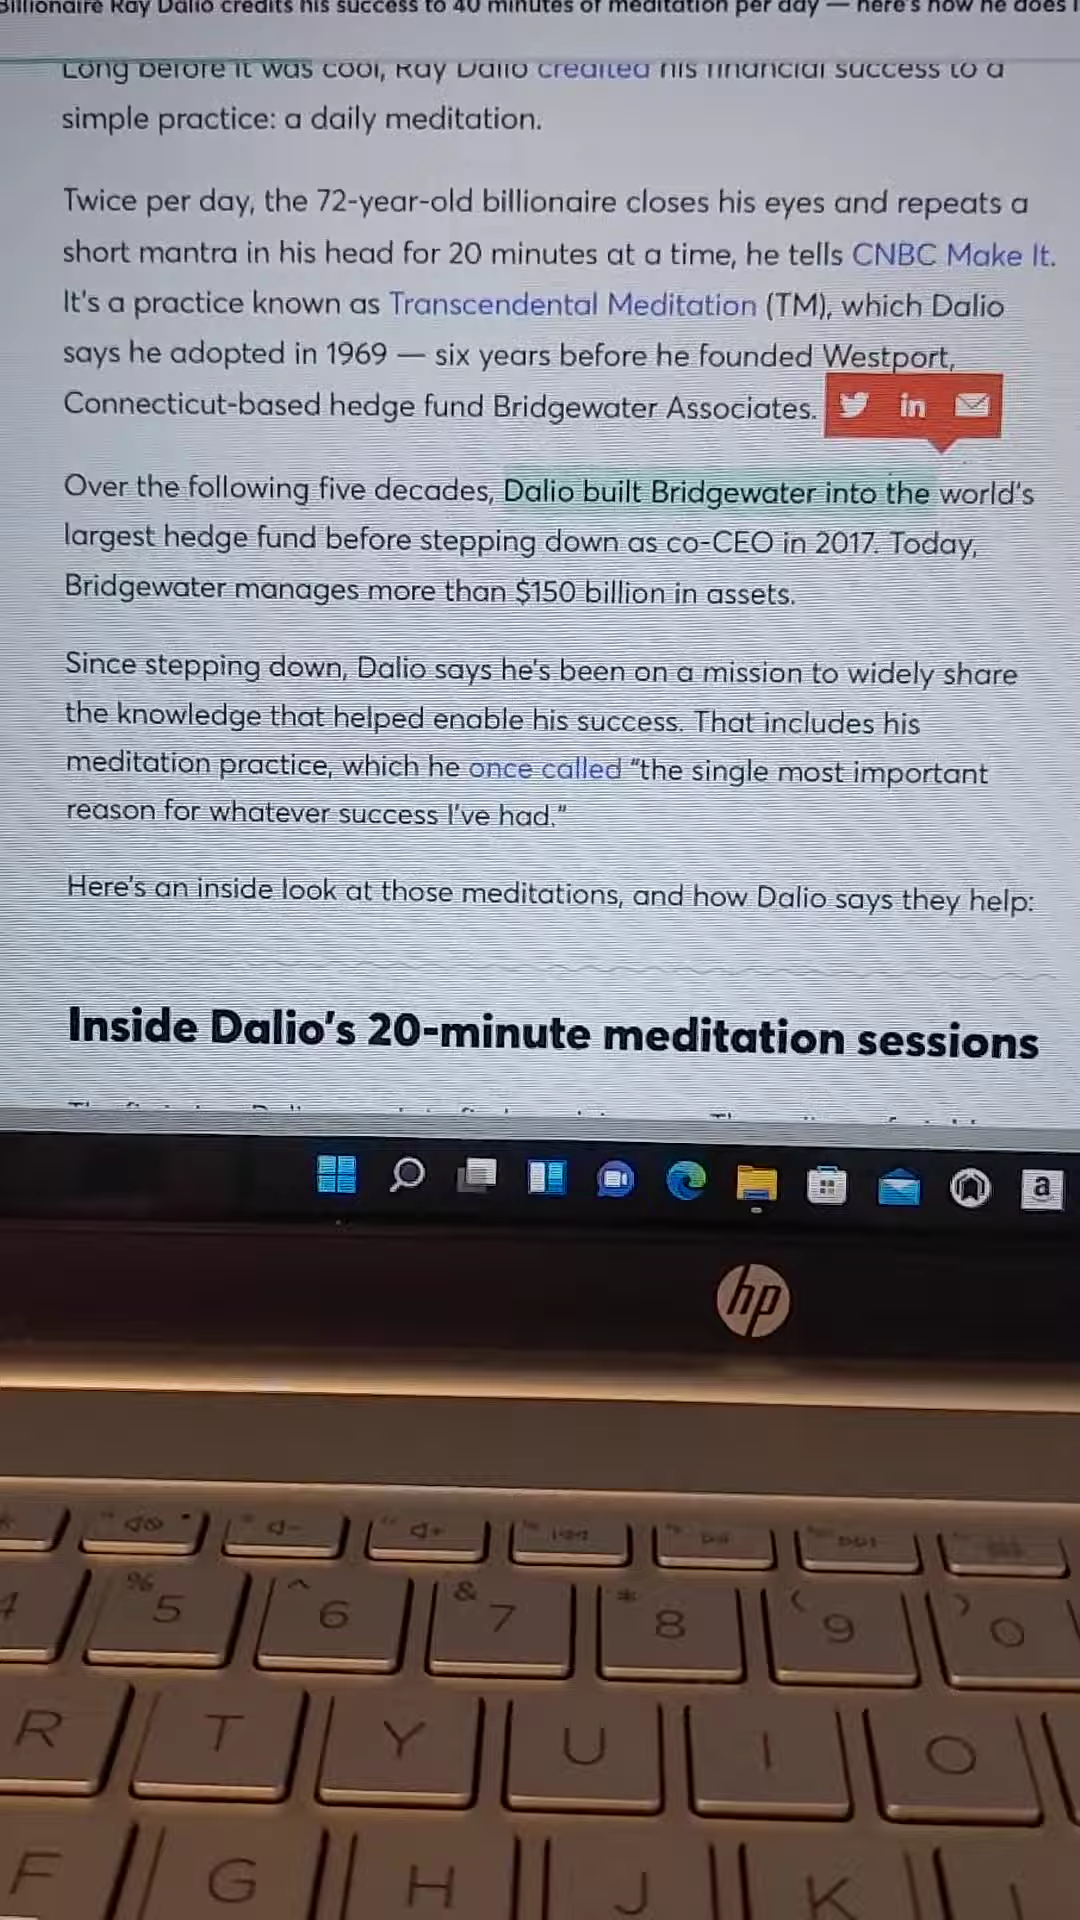 Billionaire Ray Dalio credits his success to 40 minutes of meditation per day — here's how he does i
Long before it was cool, Ray Dalio credited his financial success to a
simple practice: a daily meditation.
Twice per day, the 72-year-old billionaire closes his eyes and repeats a
short mantra in his head for 20 minutes at a time, he tells CNBC Make It.
It's a practice known as Transcendental Meditation (TM), which Dalio
says he adopted in 1969 — six years before he founded Westport,
Connecticut-based hedge fund Bridgewater Associates.
in
Over the following five decades, Dalio built Bridgewater into the world's
largest hedge fund before stepping down as co-CEO in 2017. Today,
Bridgewater manages more than $150 billion in assets.
Since stepping down, Dalio says he's been on a mission to widely share
the knowledge that helped enable his success. That includes his
meditation practice, which he once called “the single most important
reason for whatever success I've had.”
Here's an inside look at those meditations, and how Dalio says they help:
Inside Dalio's 20-minute meditation sessions
a
hp
4 % 5 ^ 6 & 7 * 8 ( 9 ) 0
R T Y U I O
F G H J K